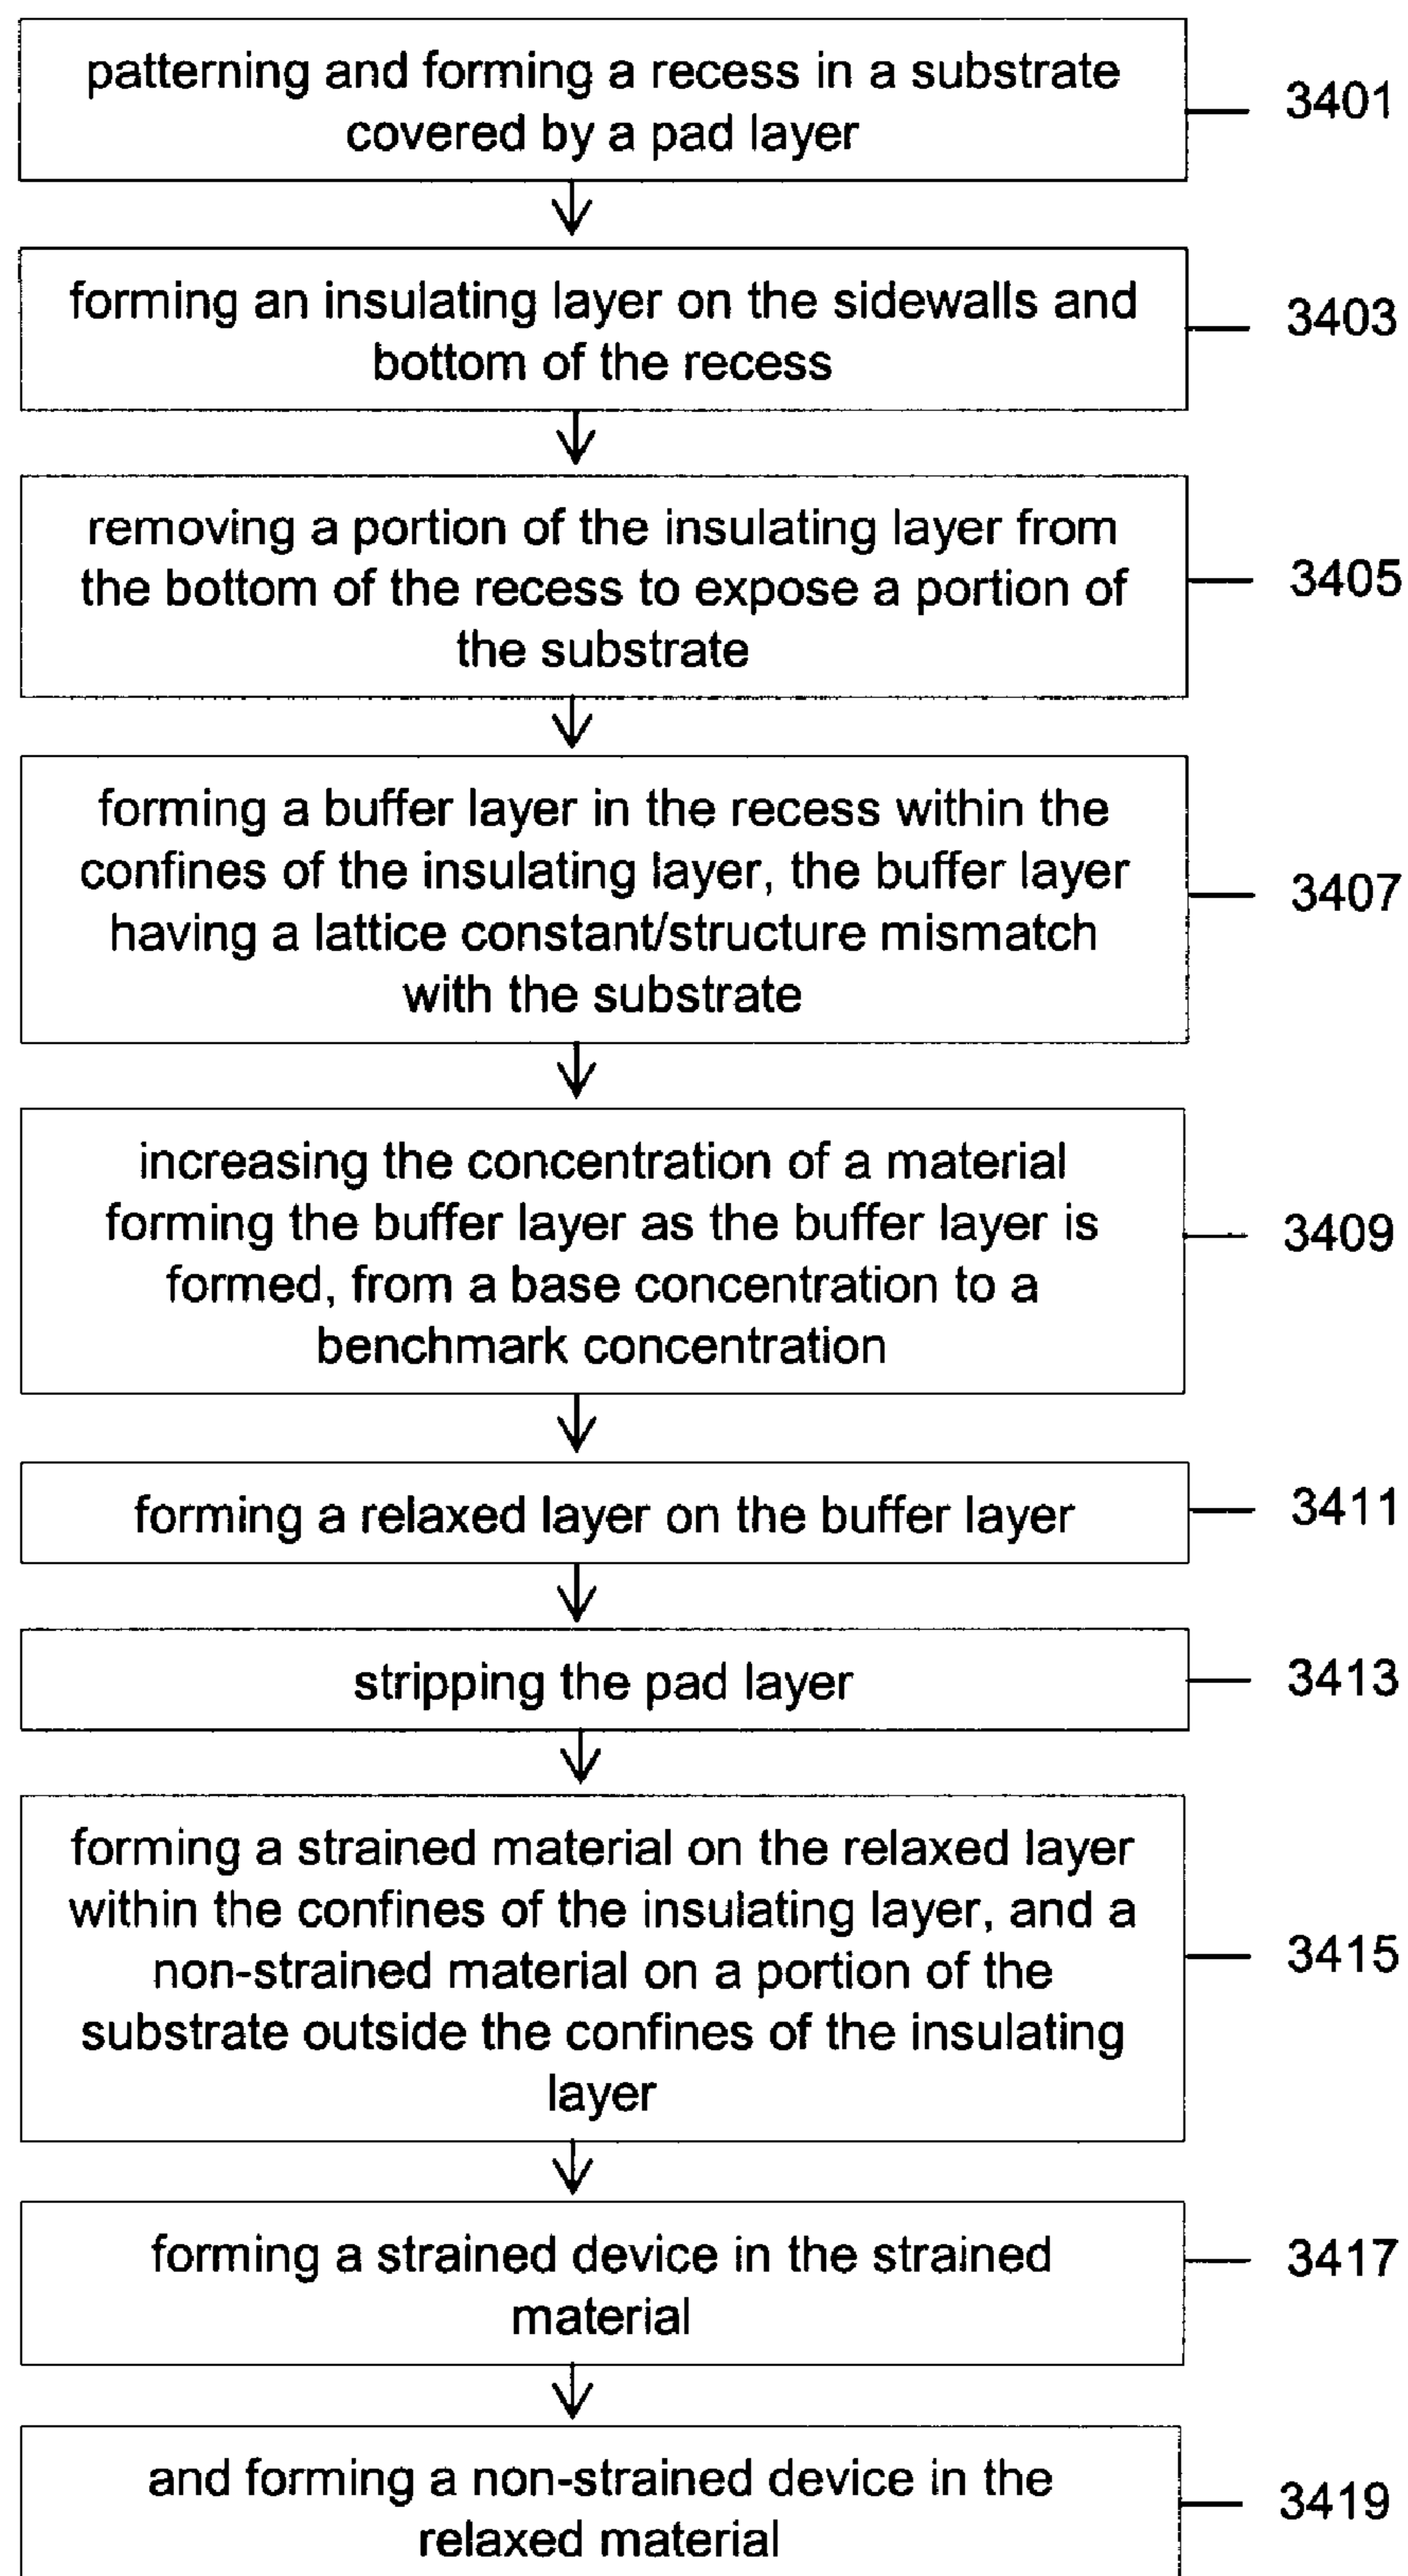 patterning and forming a recess in a substrate
covered by a pad layer
3401
forming an insulating layer on the sidewalls and
bottom of the recess
3403
removing a portion of the insulating layer from
the bottom of the recess to expose a portion of
the substrate
3405
forming a buffer layer in the recess within the
confines of the insulating layer, the buffer layer
having a lattice constant/structure mismatch
with the substrate
3407
increasing the concentration of a material
forming the buffer layer as the buffer layer is
formed, from a base concentration to a
benchmark concentration
3409
forming a relaxed layer on the buffer layer
3411
stripping the pad layer
3413
forming a strained material on the relaxed layer
within the confines of the insulating layer, and a
non-strained material on a portion of the
substrate outside the confines of the insulating
layer
3415
forming a strained device in the strained
material
3417
and forming a non-strained device in the
relaxed material
3419